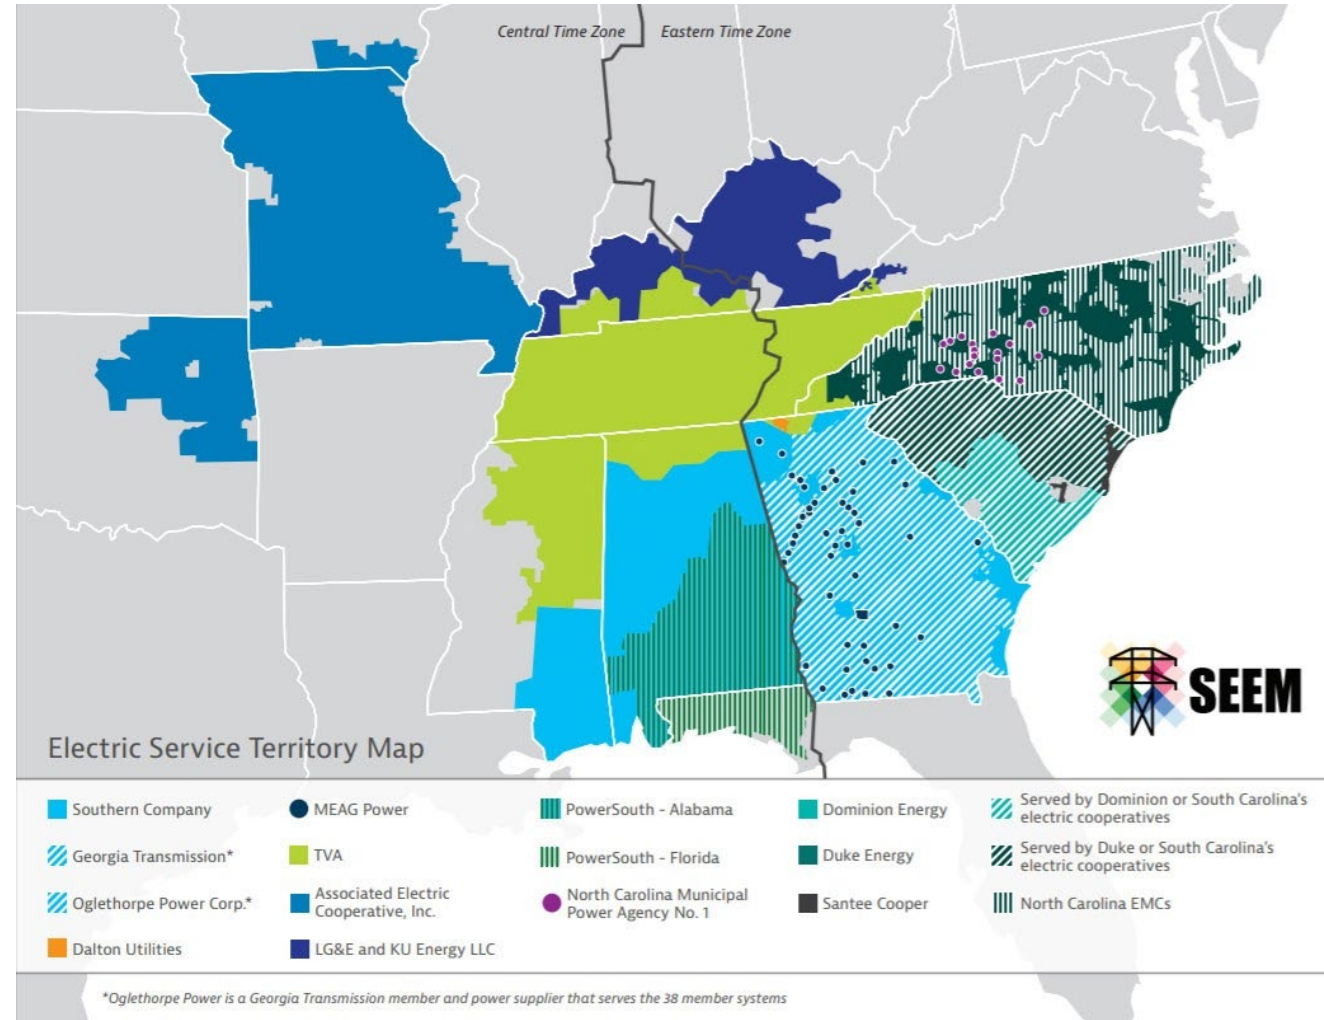 Central Time Zone
Eastern Time Zone
SEEM
Electric Service Territory Map
Southern Company
Georgia Transmission*
Oglethorpe Power Corp.*
Dalton Utilities
MEAG Power
TVA
Associated Electric
Cooperative, Inc.
LG&E and KU Energy LLC
PowerSouth - Alabama
PowerSouth - Florida
North Carolina Municipal
Power Agency No. 1
Dominion Energy
Duke Energy
Santee Cooper
Served by Dominion or South Carolina's
electric cooperatives
Served by Duke or South Carolina's
electric cooperatives
North Carolina EMCs
*Oglethorpe Power is a Georgia Transmission member and power supplier that serves the 38 member systems